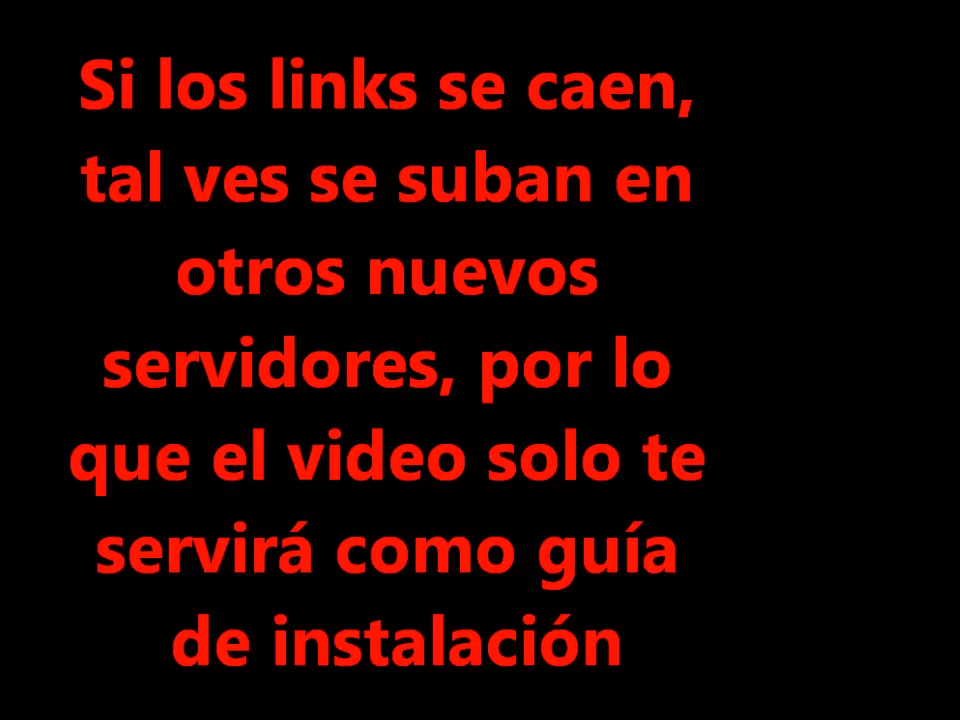 Si los links se caen,
tal ves se suban en
otros nuevos
servidores, por lo
que el video solo te
servirá como guía
de instalación